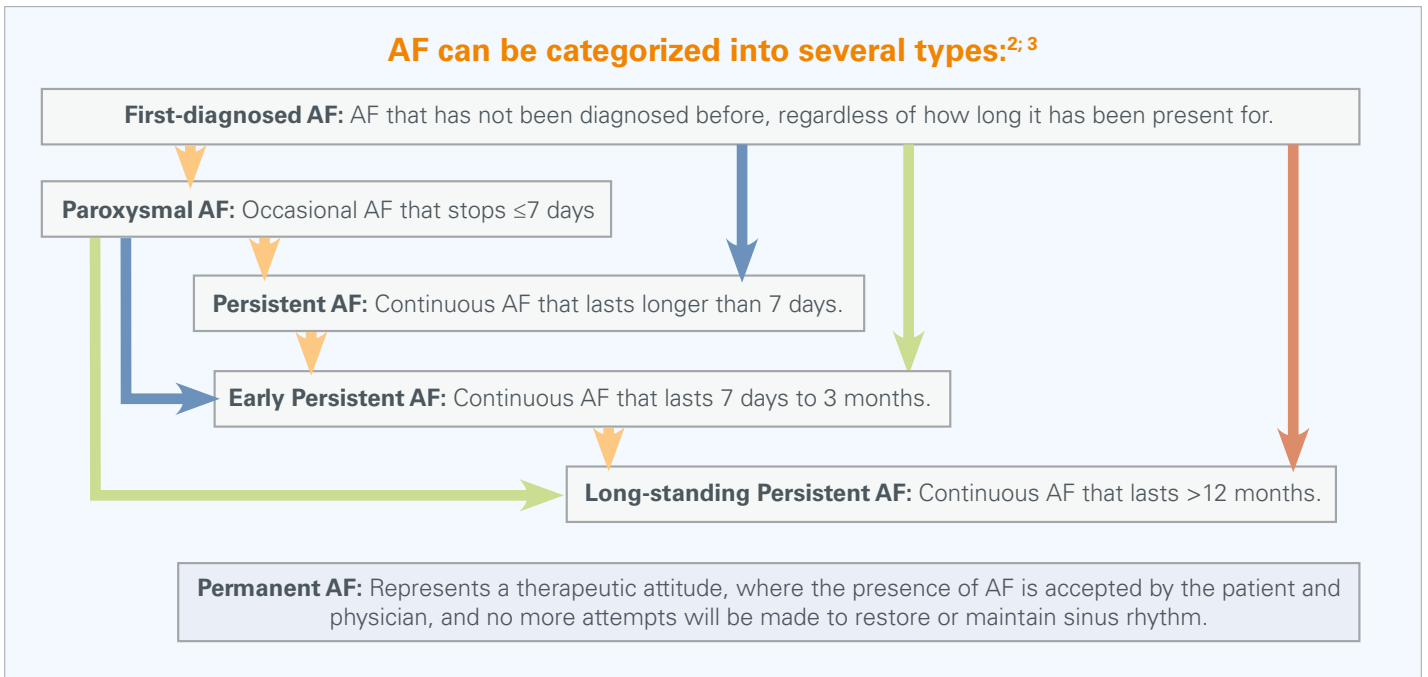 AF can be categorized into several types:2; 3
First-diagnosed AF: AF that has not been diagnosed before, regardless of how long it has been present for.
Paroxysmal AF: Occasional AF that stops ≤7 days
Persistent AF: Continuous AF that lasts longer than 7 days.
Early Persistent AF: Continuous AF that lasts 7 days to 3 months.
Long-standing Persistent AF: Continuous AF that lasts >12 months.
Permanent AF: Represents a therapeutic attitude, where the presence of AF is accepted by the patient and
physician, and no more attempts will be made to restore or maintain sinus rhythm.